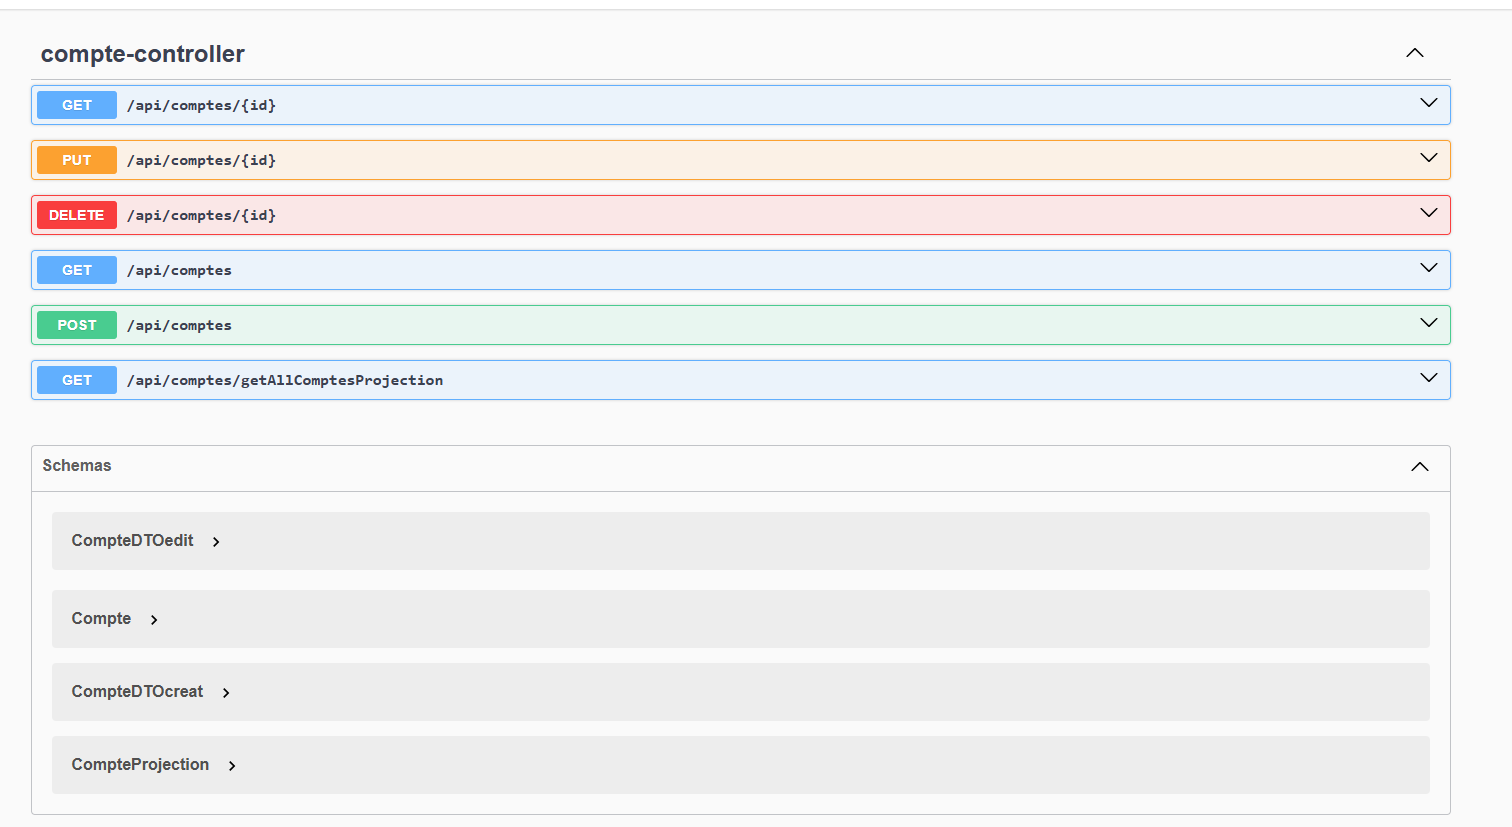 compte-controller
GET /api/comptes/{id}
PUT /api/comptes/{id}
DELETE /api/comptes/{id}
GET /api/comptes
POST /api/comptes
GET /api/comptes/getAllComptesProjection
Schemas
CompteDTOedit
Compte
CompteDTOcreat
CompteProjection